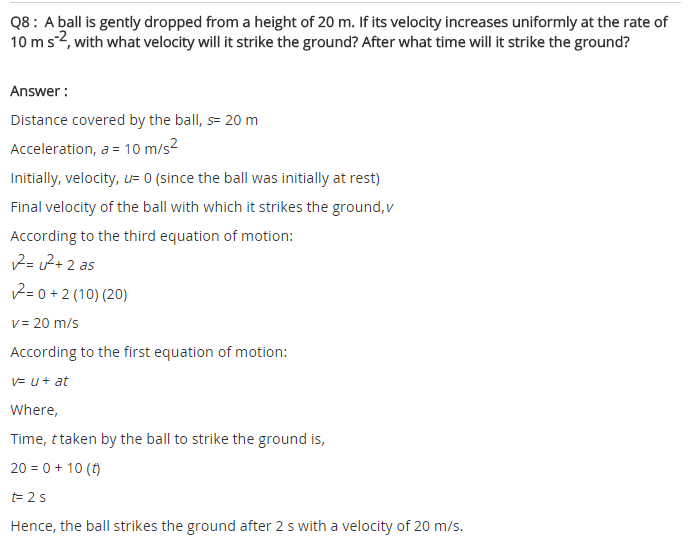 Q8 : A ball is gently dropped from a height of 20 m. If its velocity increases uniformly at the rate of
10 m s⁻², with what velocity will it strike the ground? After what time will it strike the ground?
Answer :
Distance covered by the ball, s= 20 m
Acceleration, a = 10 m/s²
Initially, velocity, u= 0 (since the ball was initially at rest)
Final velocity of the ball with which it strikes the ground,v
According to the third equation of motion:
v²= u²+ 2 as
v²= 0 + 2 (10) (20)
v = 20 m/s
According to the first equation of motion:
v= u + at
Where,
Time, t taken by the ball to strike the ground is,
20 = 0 + 10 (t)
t= 2 s
Hence, the ball strikes the ground after 2 s with a velocity of 20 m/s.